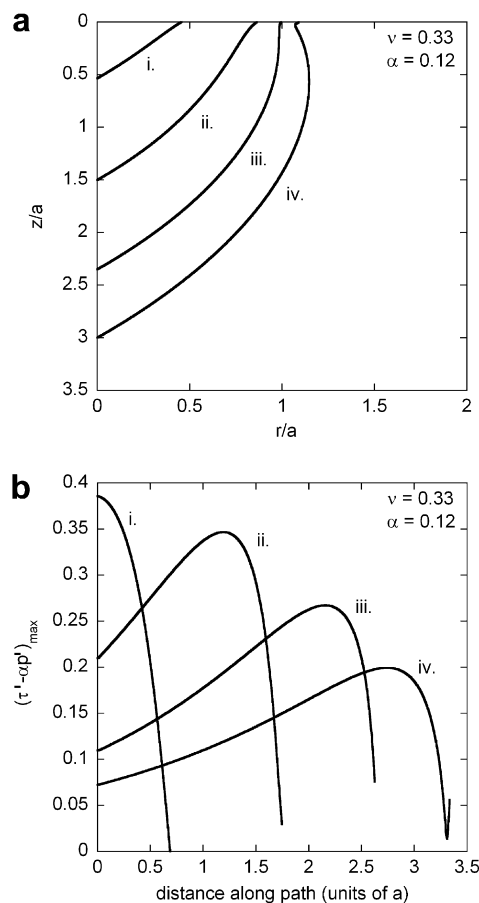 a
ν = 0.33
α = 0.12
0
0.5
1
1.5
2
2.5
3
3.5
z/a
i.
ii.
iii.
iv.
0 0.5 1 1.5 2
r/a
b
ν = 0.33
α = 0.12
0.4
0.35
0.3
0.25
0.2
0.15
0.1
0.05
0
(τ'-αp')max
i.
ii.
iii.
iv.
0 0.5 1 1.5 2 2.5 3 3.5
distance along path (units of a)